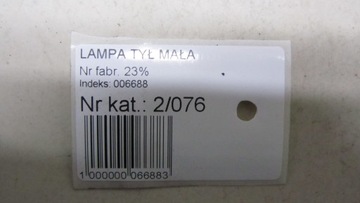 LAMPA TYŁ MAŁA
Nr fabr. 23%
Indeks: 006688
Nr kat.: 2/076
1 000000 066883